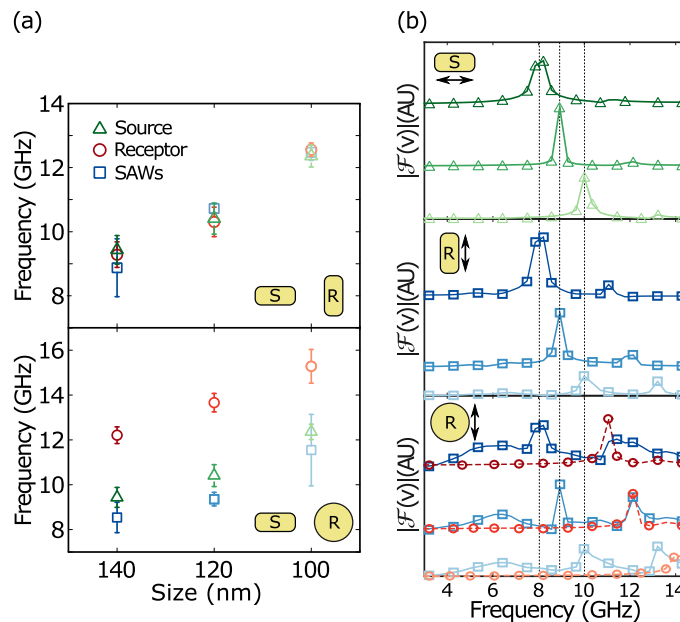 (a)
(b)
14
12
10
8
Frequency (GHz)
Source
Receptor
SAWs
S
R
16
14
12
10
8
Frequency (GHz)
S
R
140
120
100
Size (nm)
S
|ℱ(ν)|(AU)
R
|ℱ(ν)|(AU)
R
|ℱ(ν)|(AU)
4
6
8
10
12
14
Frequency (GHz)